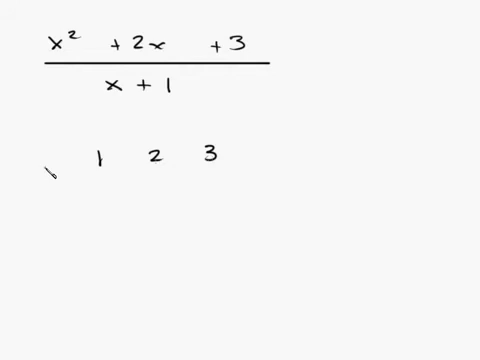 x² + 2x + 3
x + 1
1 2 3